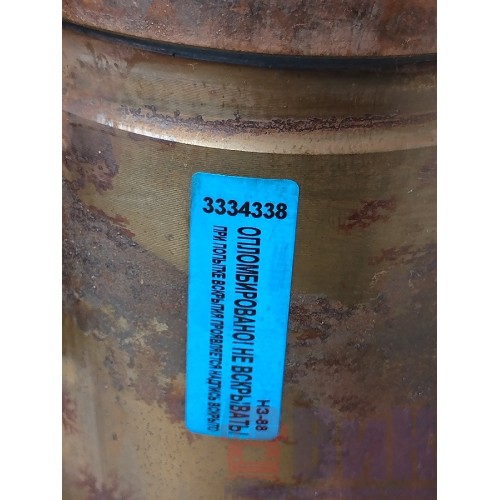 3334338
НЗ-88
ОПЛОМБИРОВАНО! НЕ ВСКРЫВАТЬ!
ПРИ ПОПЫТКЕ ВСКРЫТИЯ ПРОЯВЛЯЕТСЯ НАДПИСЬ ВСКРЫТО